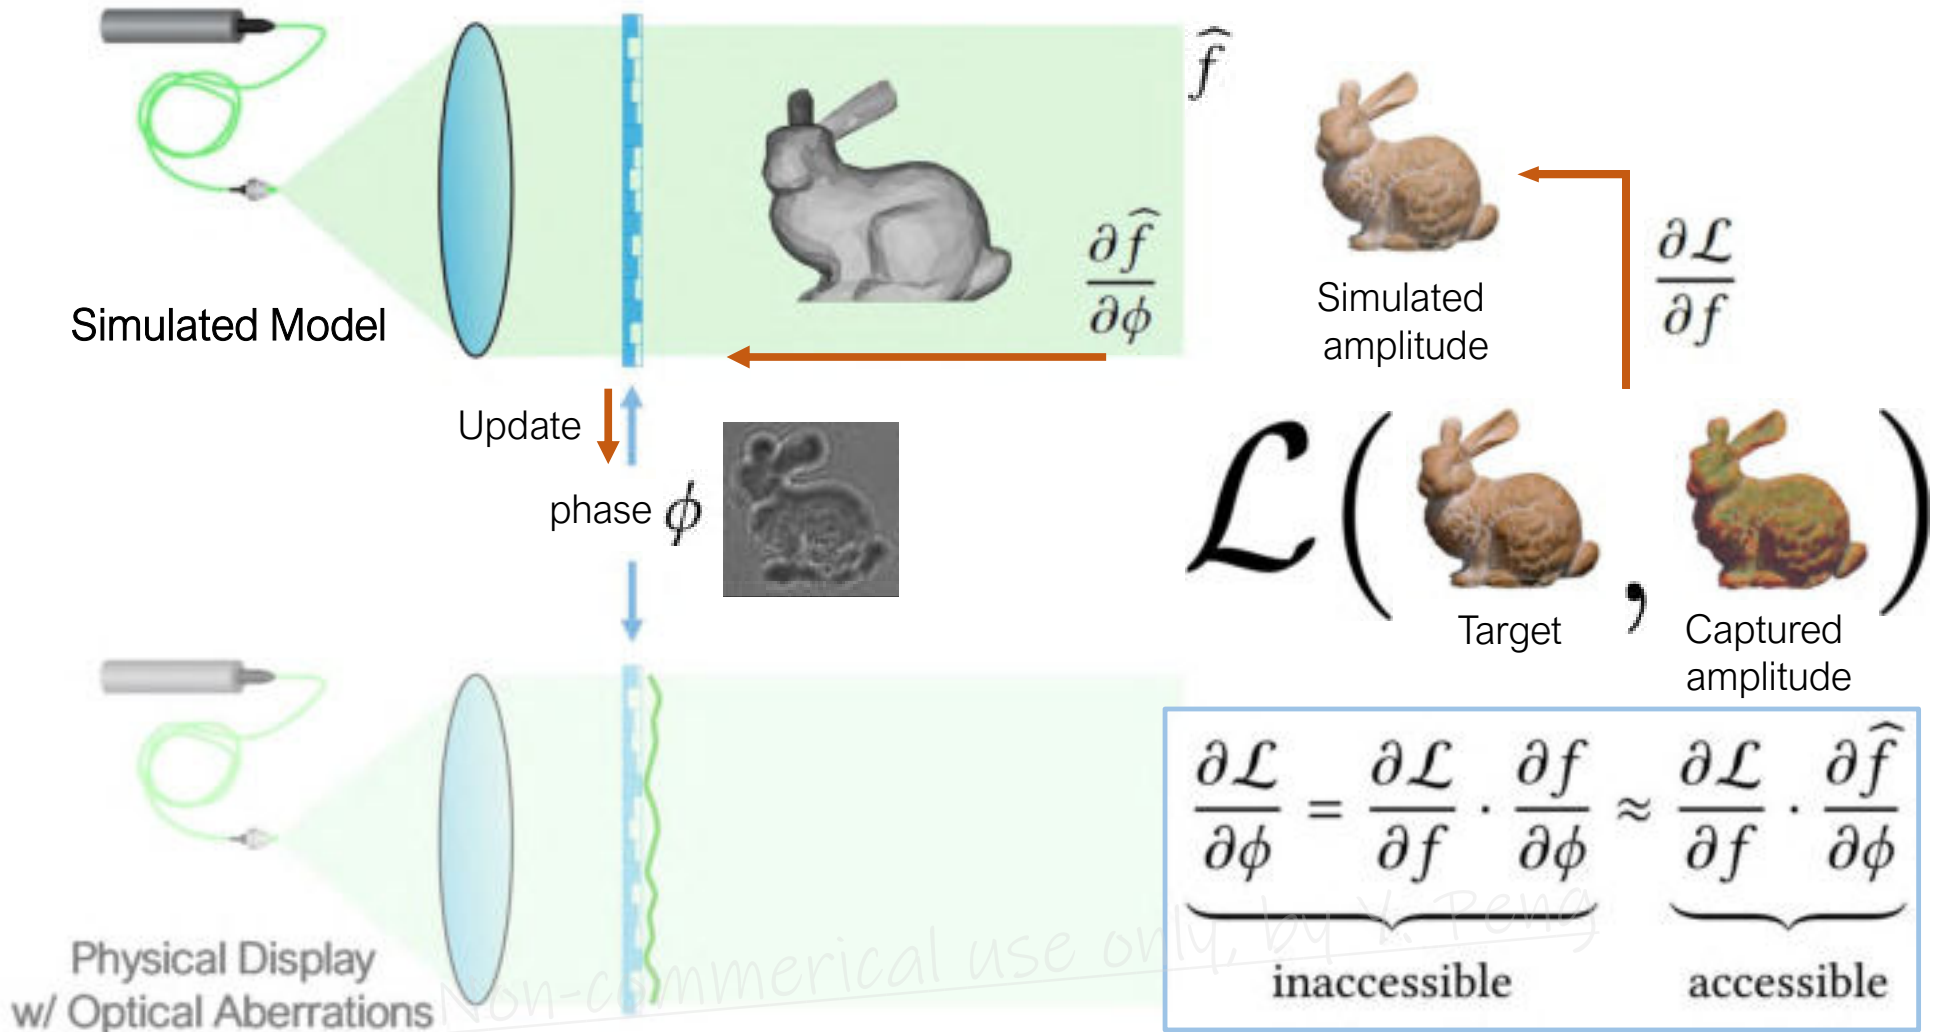 f̂
∂f̂/∂ϕ
Simulated Model
Simulated
amplitude
∂ℒ/∂f
Update
phase ϕ
ℒ( , )
Target
Captured
amplitude
∂ℒ/∂ϕ = ∂ℒ/∂f · ∂f/∂ϕ ≈ ∂ℒ/∂f · ∂f̂/∂ϕ
inaccessible
accessible
Physical Display
w/ Optical Aberrations
Non-commerical use only, by Y. Peng